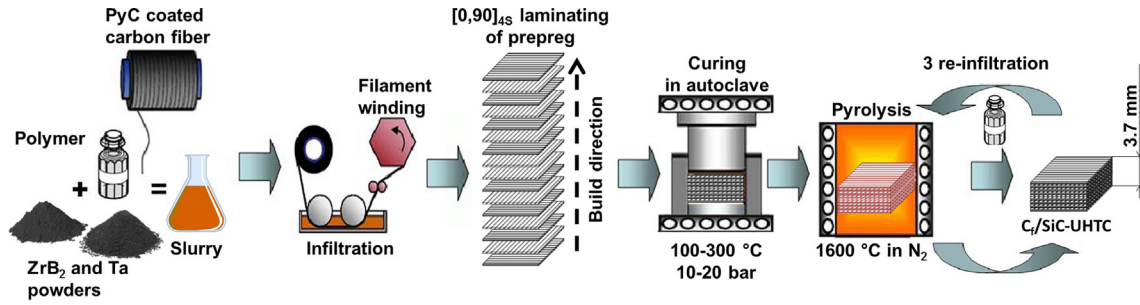 PyC coated
carbon fiber
Polymer
+
=
Slurry
ZrB₂ and Ta
powders
Filament
winding
Infiltration
[0,90]₄S laminating
of prepreg
Build direction
Curing
in autoclave
100-300 °C
10-20 bar
Pyrolysis
1600 °C in N₂
3 re-infiltration
3.7 mm
Cf/SiC-UHTC